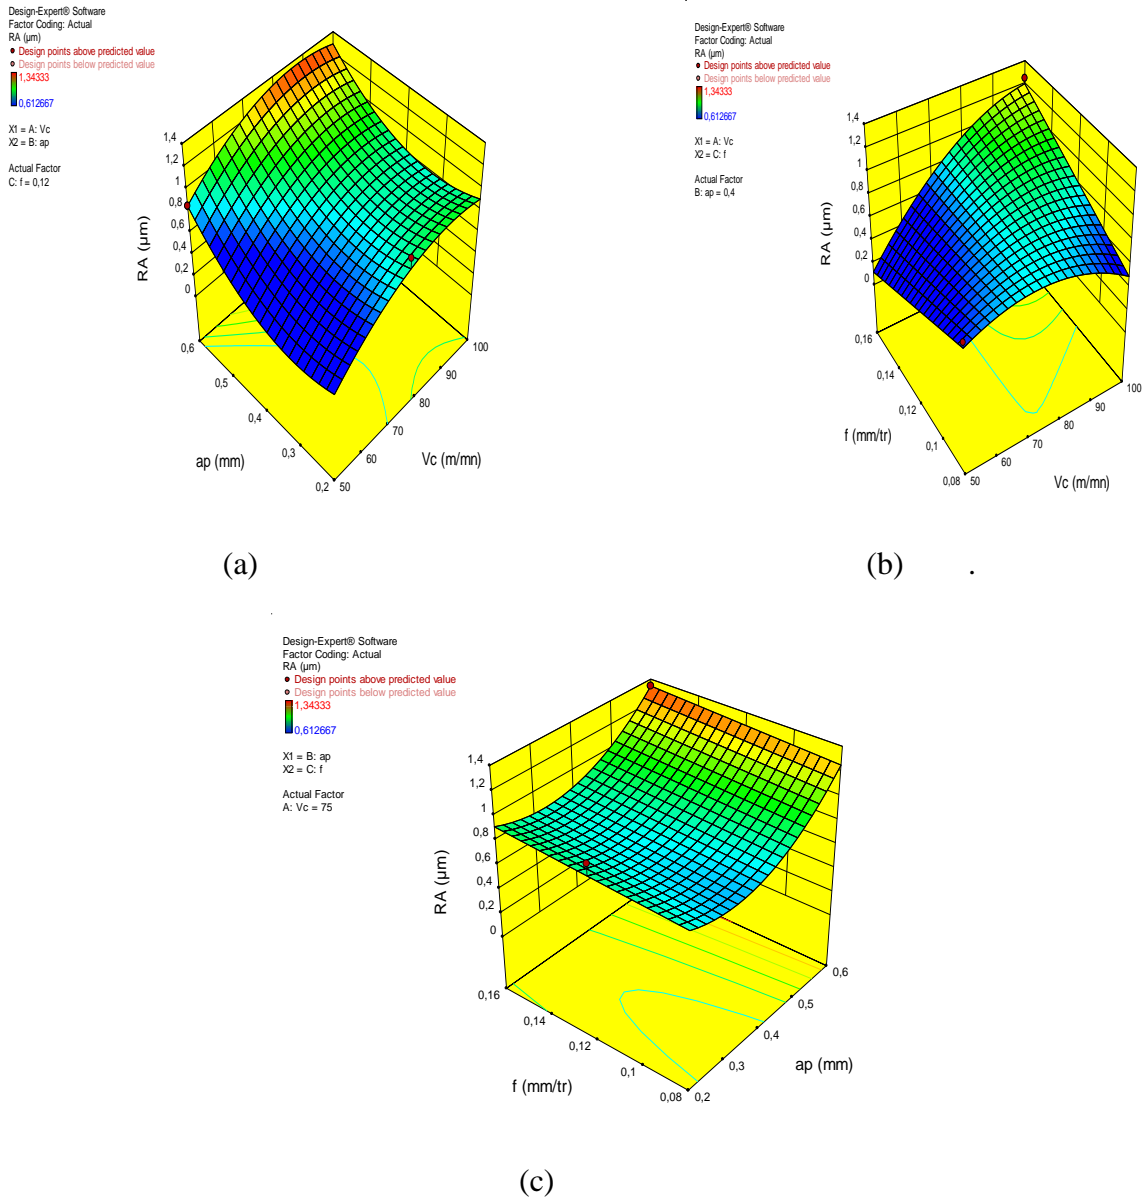 Design-Expert® Software
Factor Coding: Actual
RA (µm)
Design points above predicted value
Design points below predicted value
1,34333
0,612667
X1 = A: Vc
X2 = B: ap
Actual Factor
C: f = 0,12
1,4
1,2
1
0,8
0,6
0,4
0,2
0
RA (µm)
0,6
0,5
0,4
0,3
0,2
ap (mm)
50
60
70
80
90
100
Vc (m/mn)
(a)
Design-Expert® Software
Factor Coding: Actual
RA (µm)
Design points above predicted value
Design points below predicted value
1,34333
0,612667
X1 = A: Vc
X2 = C: f
Actual Factor
B: ap = 0,4
1,4
1,2
1
0,8
0,6
0,4
0,2
0
RA (µm)
0,16
0,14
0,12
0,1
0,08
f (mm/tr)
50
60
70
80
90
100
Vc (m/mn)
(b) .
Design-Expert® Software
Factor Coding: Actual
RA (µm)
Design points above predicted value
Design points below predicted value
1,34333
0,612667
X1 = B: ap
X2 = C: f
Actual Factor
A: Vc = 75
1,4
1,2
1
0,8
0,6
0,4
0,2
0
RA (µm)
0,16
0,14
0,12
0,1
0,08
f (mm/tr)
0,2
0,3
0,4
0,5
0,6
ap (mm)
(c)